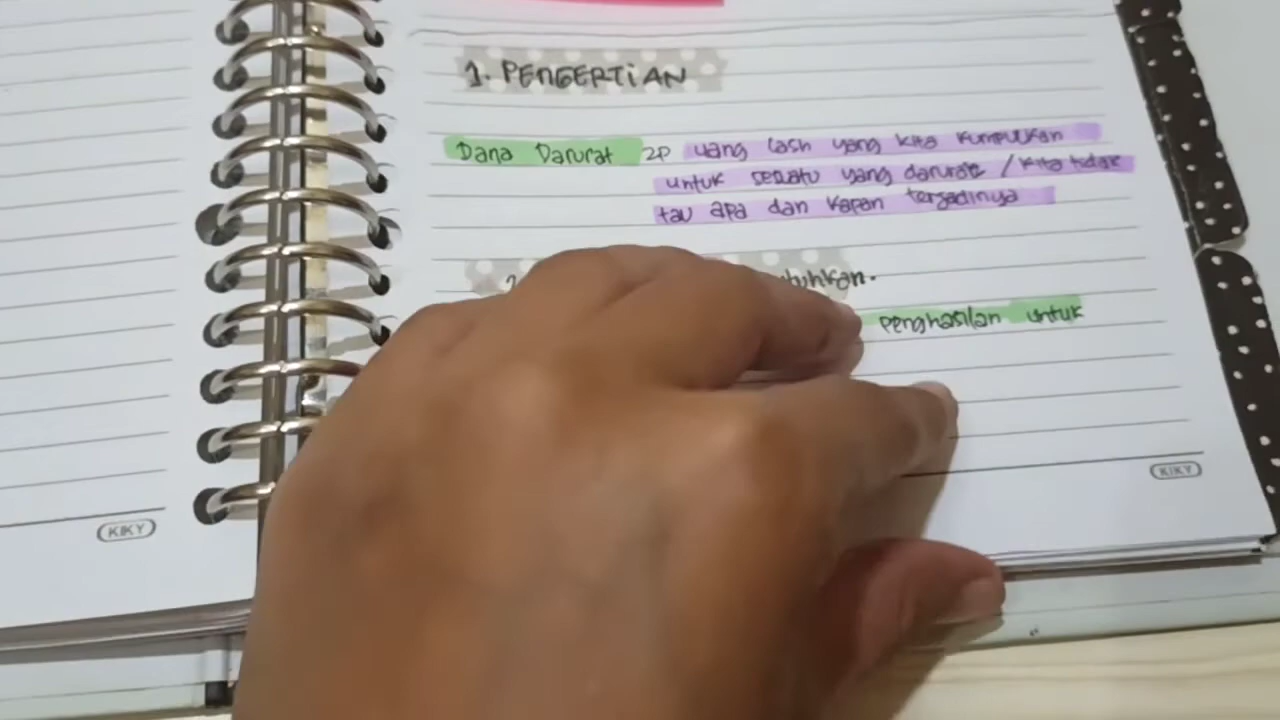 1. PENGERTIAN
Dana Darurat zp uang cash yang kita kumpulkan
untuk sesuatu yang darurat / kita tidak
tau apa dan kapan terjadinya
penghasilan untuk
KIKY
KIKY